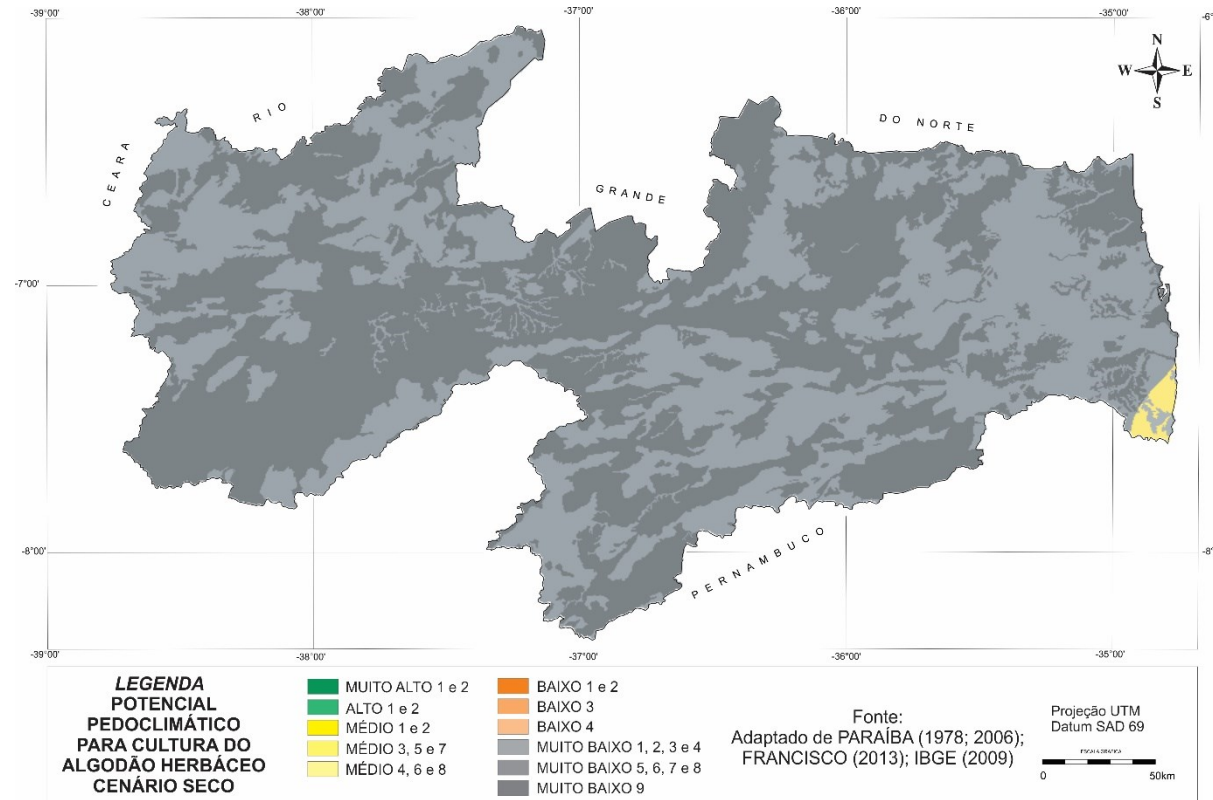 -39°00'
-38°00'
-37°00'
-36°00'
-35°00'
-6°
N
W E
S
RIO
DO NORTE
CEARA
GRANDE
-7°00'
-8°00'
-8°
PERNAMBUCO
-39°00'
-38°00'
-37°00'
-36°00'
-35°00'
LEGENDA
POTENCIAL
PEDOCLIMÁTICO
PARA CULTURA DO
ALGODÃO HERBÁCEO
CENÁRIO SECO
MUITO ALTO 1 e 2
ALTO 1 e 2
MÉDIO 1 e 2
MÉDIO 3, 5 e 7
MÉDIO 4, 6 e 8
BAIXO 1 e 2
BAIXO 3
BAIXO 4
MUITO BAIXO 1, 2, 3 e 4
MUITO BAIXO 5, 6, 7 e 8
MUITO BAIXO 9
Fonte:
Adaptado de PARAÍBA (1978; 2006);
FRANCISCO (2013); IBGE (2009)
Projeção UTM
Datum SAD 69
ESCALA GRÁFICA
0 50km